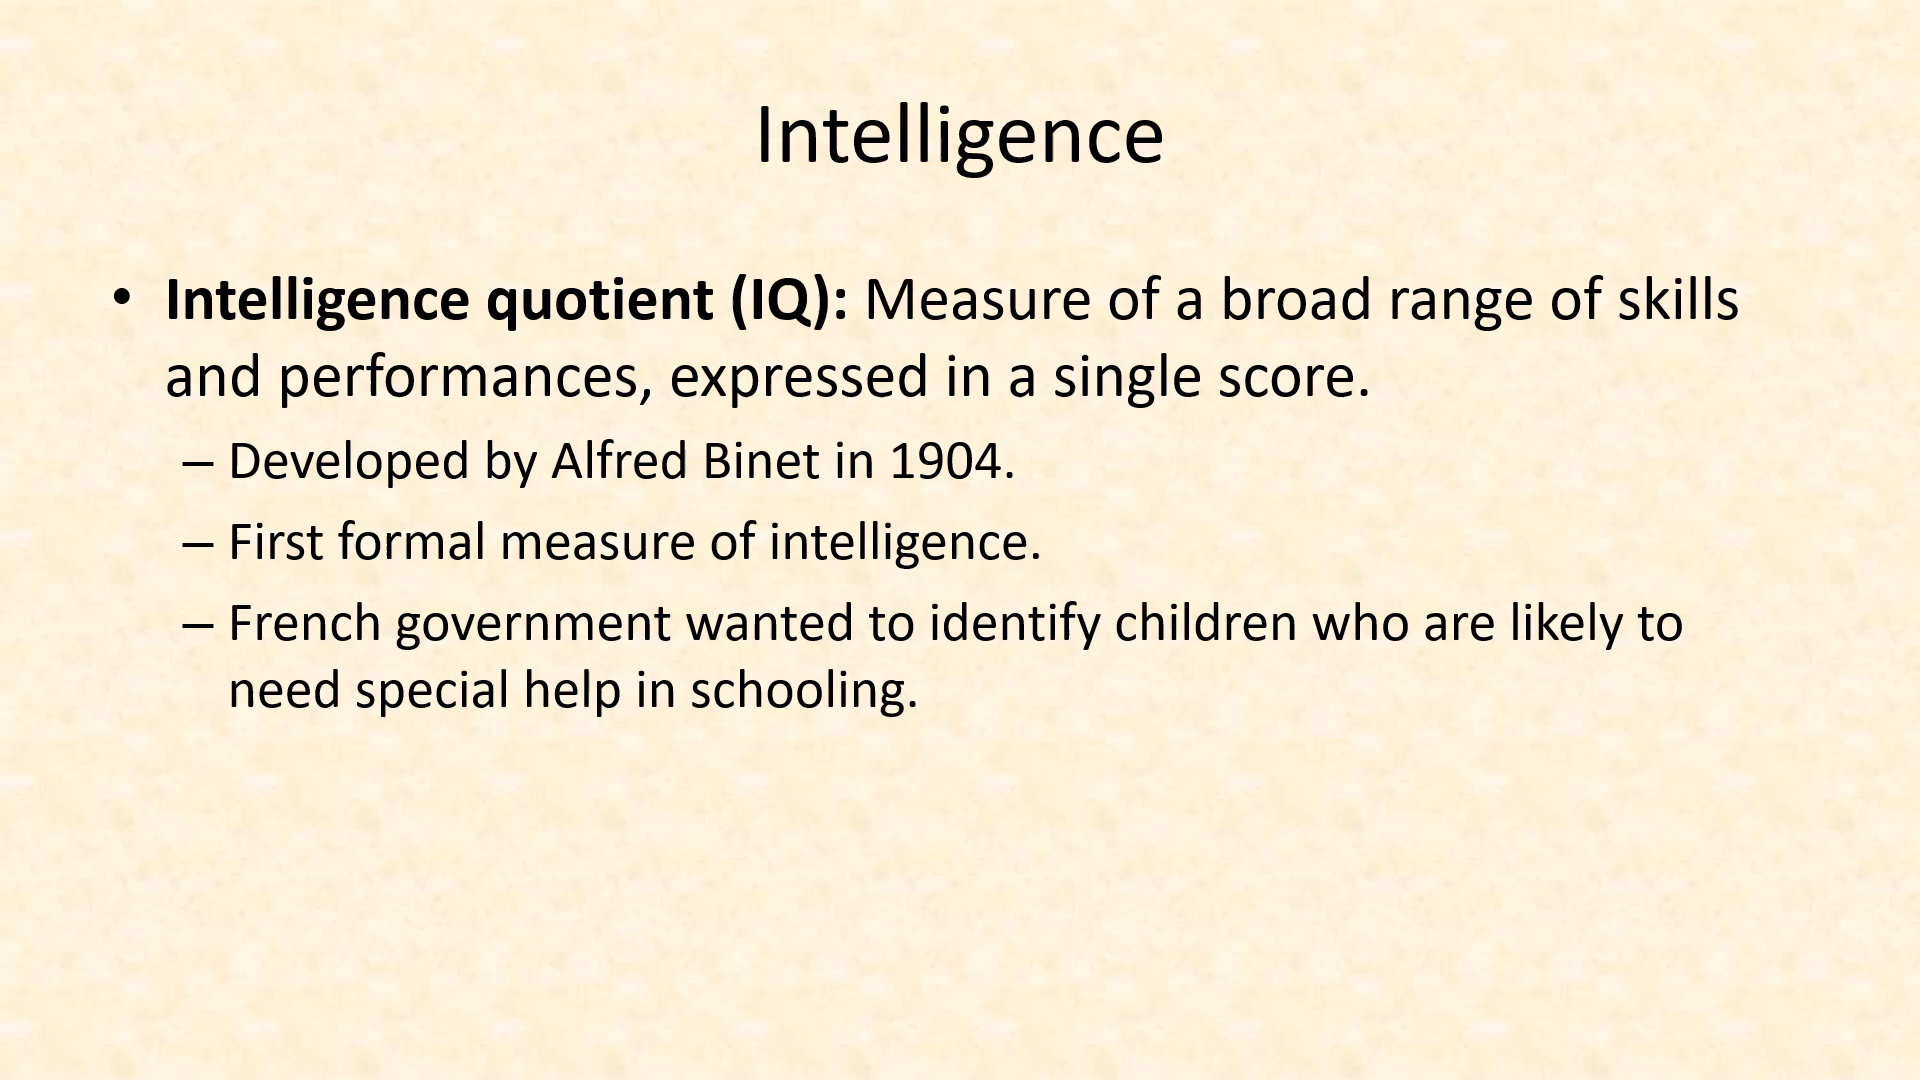 Intelligence
• Intelligence quotient (IQ): Measure of a broad range of skills
and performances, expressed in a single score.
– Developed by Alfred Binet in 1904.
– First formal measure of intelligence.
– French government wanted to identify children who are likely to
need special help in schooling.